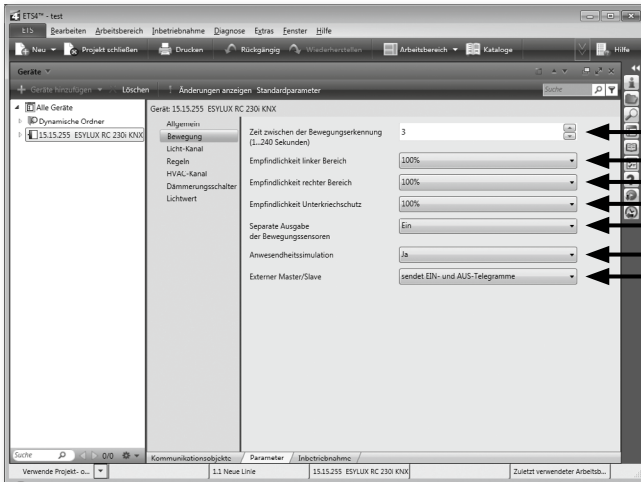 ETS4™ - test
ETS Bearbeiten Arbeitsbereich Inbetriebnahme Diagnose Extras Fenster Hilfe
Neu Projekt schließen Drucken Rückgängig Wiederherstellen Arbeitsbereich Kataloge Hilfe
Geräte
Geräte hinzufügen Löschen Änderungen anzeigen Standardparameter Suche
Alle Geräte
Dynamische Ordner
15.15.255 ESYLUX RC 230i KNX
Gerät: 15.15.255 ESYLUX RC 230i KNX
Allgemein
Bewegung
Licht-Kanal
Regeln
HVAC-Kanal
Dämmerungsschalter
Lichtwert
Zeit zwischen der Bewegungserkennung
(1...240 Sekunden)
3
Empfindlichkeit linker Bereich
100%
Empfindlichkeit rechter Bereich
100%
Empfindlichkeit Unterkriechschutz
100%
Separate Ausgabe
der Bewegungssensoren
Ein
Anwesendheitssimulation
Ja
Externer Master/Slave
sendet EIN- und AUS-Telegramme
Suche 0/0
Kommunikationsobjekte Parameter Inbetriebnahme
Verwende Projekt- o... 1.1 Neue Linie 15.15.255 ESYLUX RC 230i KNX Zuletzt verwendeter Arbeitsb...